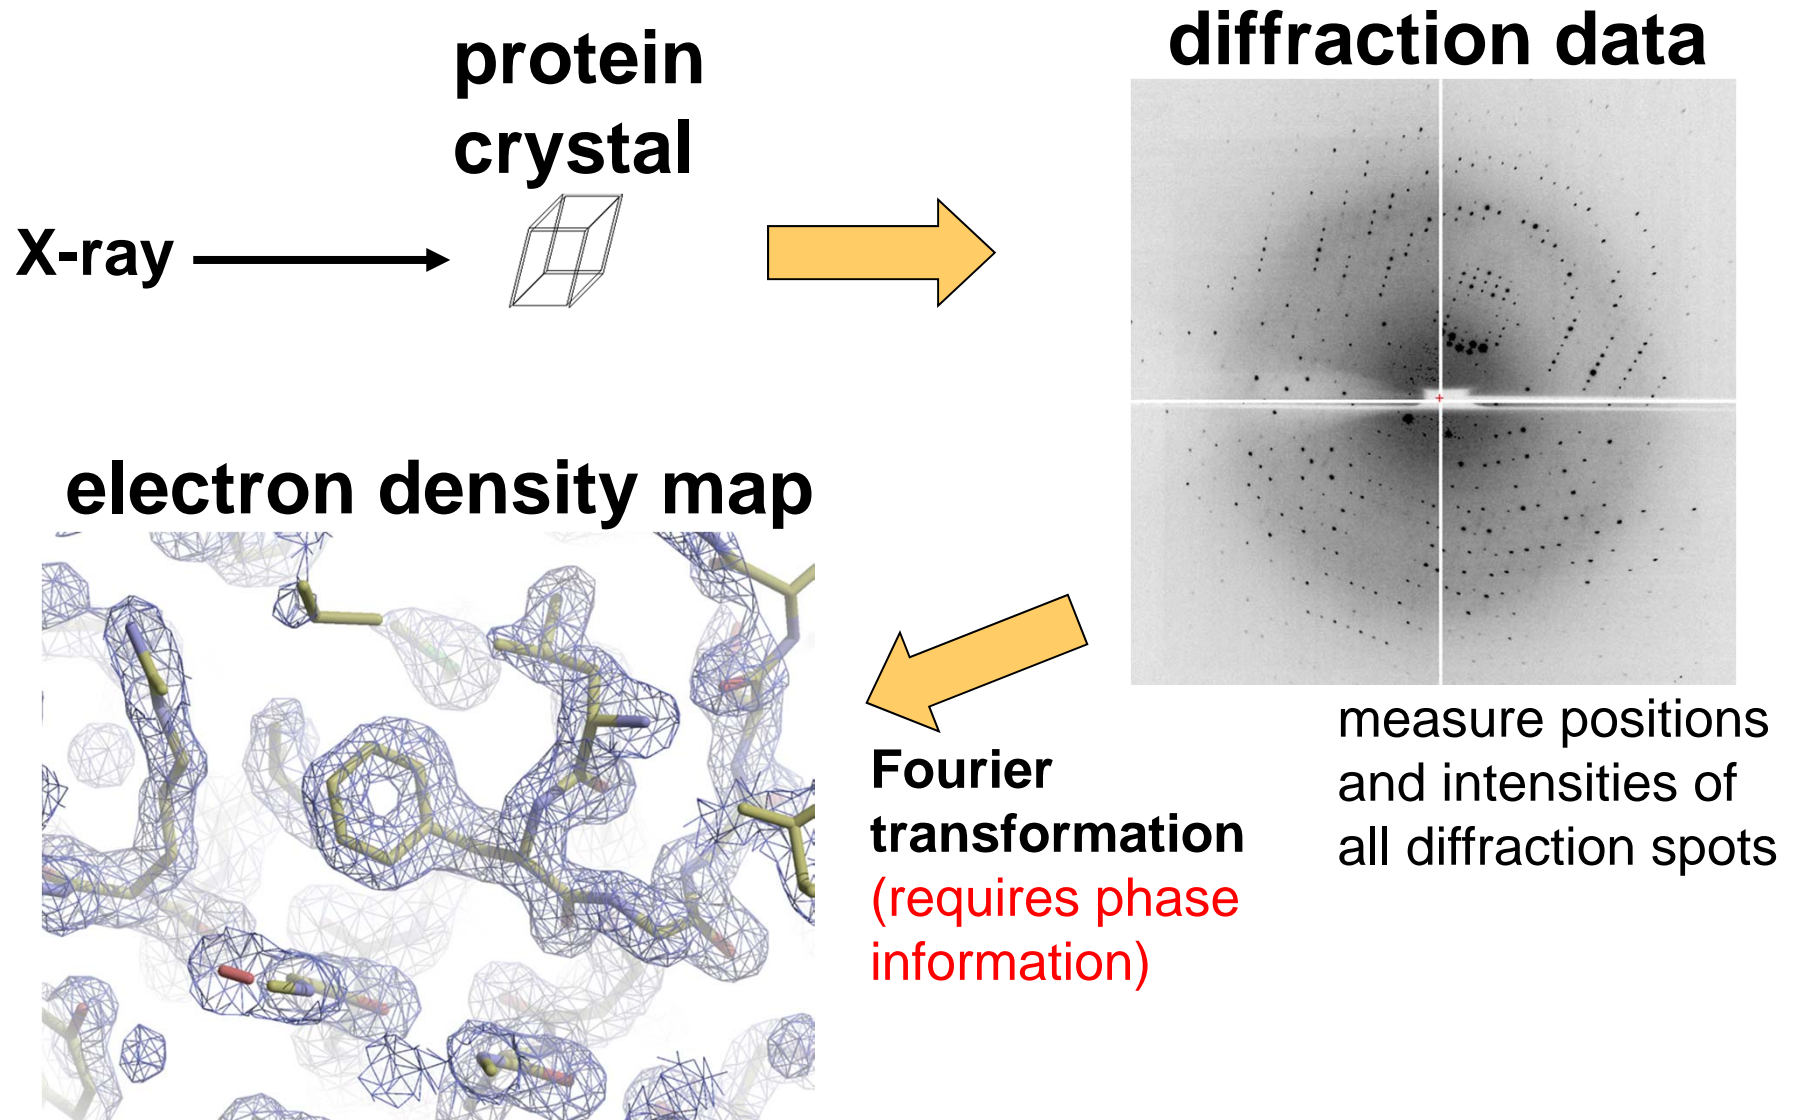 protein
crystal
X-ray
diffraction data
measure positions
and intensities of
all diffraction spots
Fourier
transformation
(requires phase
information)
electron density map